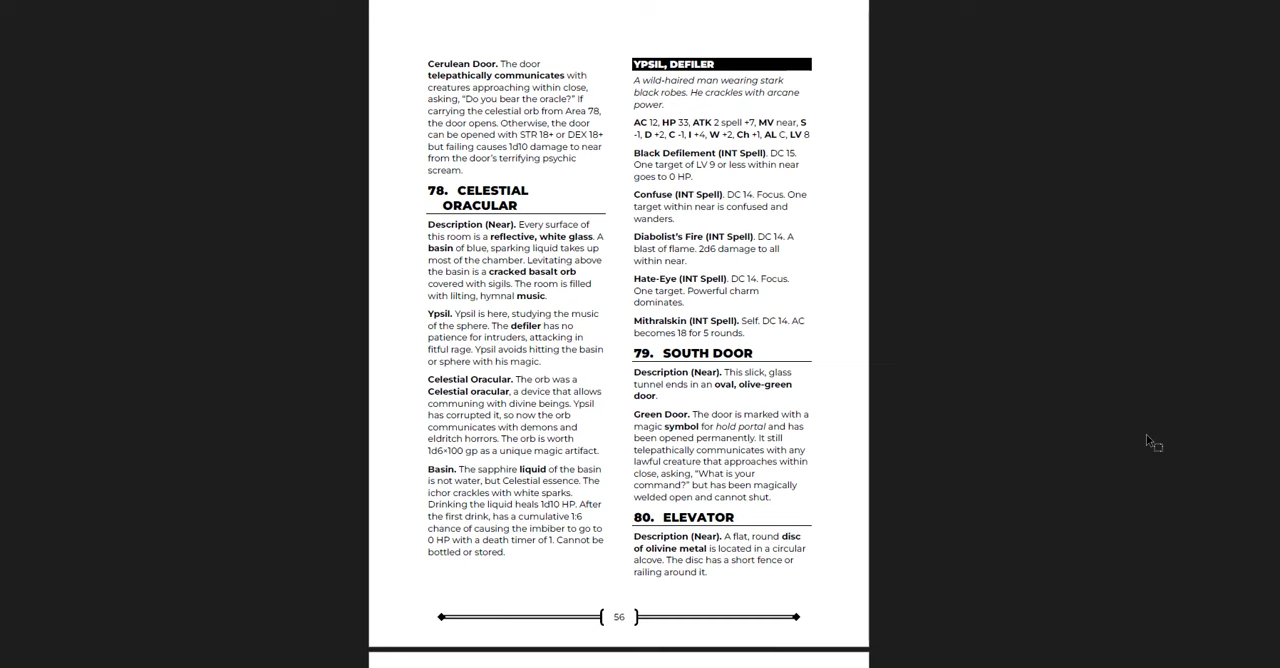 Cerulean Door. The door
telepathically communicates with
creatures approaching within close,
asking, “Do you bear the oracle?” If
carrying the celestial orb from Area 78,
the door opens. Otherwise, the door
can be opened with STR 18+ or DEX 18+
but failing causes 1d10 damage to near
from the door’s terrifying psychic
scream.
78. CELESTIAL
ORACULAR
Description (Near). Every surface of
this room is a reflective, white glass. A
basin of blue, sparking liquid takes up
most of the chamber. Levitating above
the basin is a cracked basalt orb
covered with sigils. The room is filled
with lilting, hymnal music.
Ypsil. Ypsil is here, studying the music
of the sphere. The defiler has no
patience for intruders, attacking in
fitful rage. Ypsil avoids hitting the basin
or sphere with his magic.
Celestial Oracular. The orb was a
Celestial oracular, a device that allows
communing with divine beings. Ypsil
has corrupted it, so now the orb
communicates with demons and
eldritch horrors. The orb is worth
1d6×100 gp as a unique magic artifact.
Basin. The sapphire liquid of the basin
is not water, but Celestial essence. The
ichor crackles with white sparks.
Drinking the liquid heals 1d10 HP. After
the first drink, has a cumulative 1:6
chance of causing the imbiber to go to
0 HP with a death timer of 1. Cannot be
bottled or stored.
YPSIL, DEFILER
A wild-haired man wearing stark
black robes. He crackles with arcane
power.
AC 12, HP 33, ATK 2 spell +7, MV near, S
-1, D +2, C -1, I +4, W +2, Ch +1, AL C, LV 8
Black Defilement (INT Spell). DC 15.
One target of LV 9 or less within near
goes to 0 HP.
Confuse (INT Spell). DC 14. Focus. One
target within near is confused and
wanders.
Diabolist’s Fire (INT Spell). DC 14. A
blast of flame. 2d6 damage to all
within near.
Hate-Eye (INT Spell). DC 14. Focus.
One target. Powerful charm
dominates.
Mithralskin (INT Spell). Self. DC 14. AC
becomes 18 for 5 rounds.
79. SOUTH DOOR
Description (Near). This slick, glass
tunnel ends in an oval, olive-green
door.
Green Door. The door is marked with a
magic symbol for hold portal and has
been opened permanently. It still
telepathically communicates with any
lawful creature that approaches within
close, asking, “What is your
command?” but has been magically
welded open and cannot shut.
80. ELEVATOR
Description (Near). A flat, round disc
of olivine metal is located in a circular
alcove. The disc has a short fence or
railing around it.
56